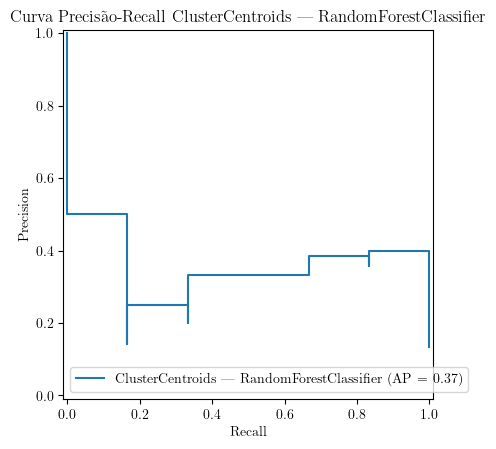 Curva Precisão-Recall ClusterCentroids — RandomForestClassifier
1.0
0.8
0.6
0.4
0.2
0.0
Precision
ClusterCentroids — RandomForestClassifier (AP = 0.37)
0.0 0.2 0.4 0.6 0.8 1.0
Recall